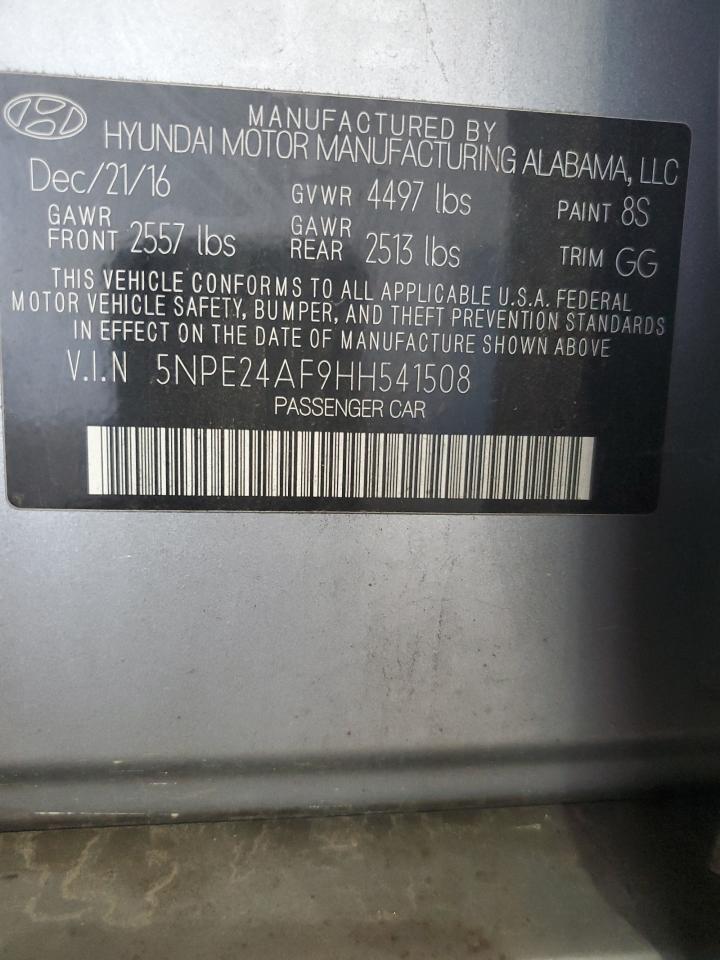 MANUFACTURED BY
HYUNDAI MOTOR MANUFACTURING ALABAMA, LLC
Dec/21/16 GVWR 4497 lbs PAINT 8S
GAWR FRONT 2557 lbs GAWR REAR 2513 lbs TRIM GG
THIS VEHICLE CONFORMS TO ALL APPLICABLE U.S.A. FEDERAL
MOTOR VEHICLE SAFETY, BUMPER, AND THEFT PREVENTION STANDARDS
IN EFFECT ON THE DATE OF MANUFACTURE SHOWN ABOVE
V.I.N 5NPE24AF9HH541508
PASSENGER CAR